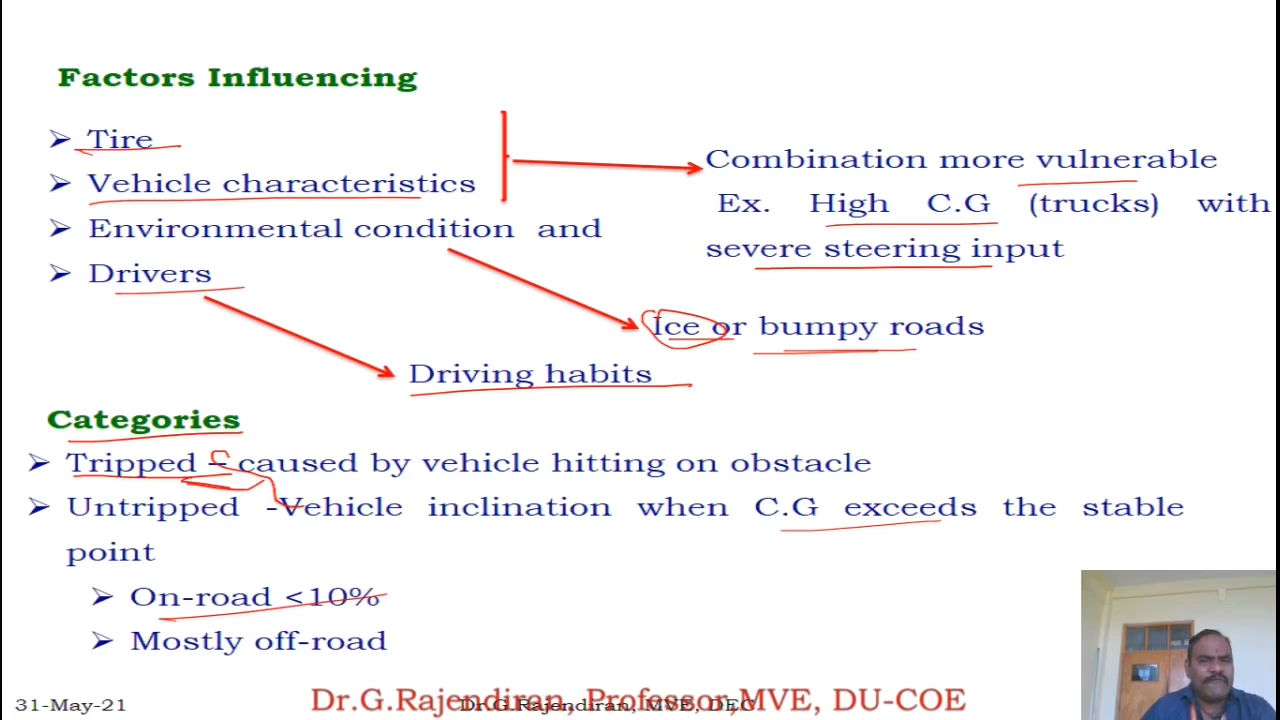 Factors Influencing
➢ Tire
➢ Vehicle characteristics
➢ Environmental condition and
➢ Drivers
Combination more vulnerable
Ex. High C.G (trucks) with
severe steering input
Ice or bumpy roads
Driving habits
Categories
➢ Tripped – caused by vehicle hitting on obstacle
➢ Untripped -Vehicle inclination when C.G exceeds the stable
point
➢ On-road <10%
➢ Mostly off-road
31-May-21
Dr.G.Rajendiran, Professor,MVE, DU-COE
Dr.G.Rajendiran, MVE, DEC